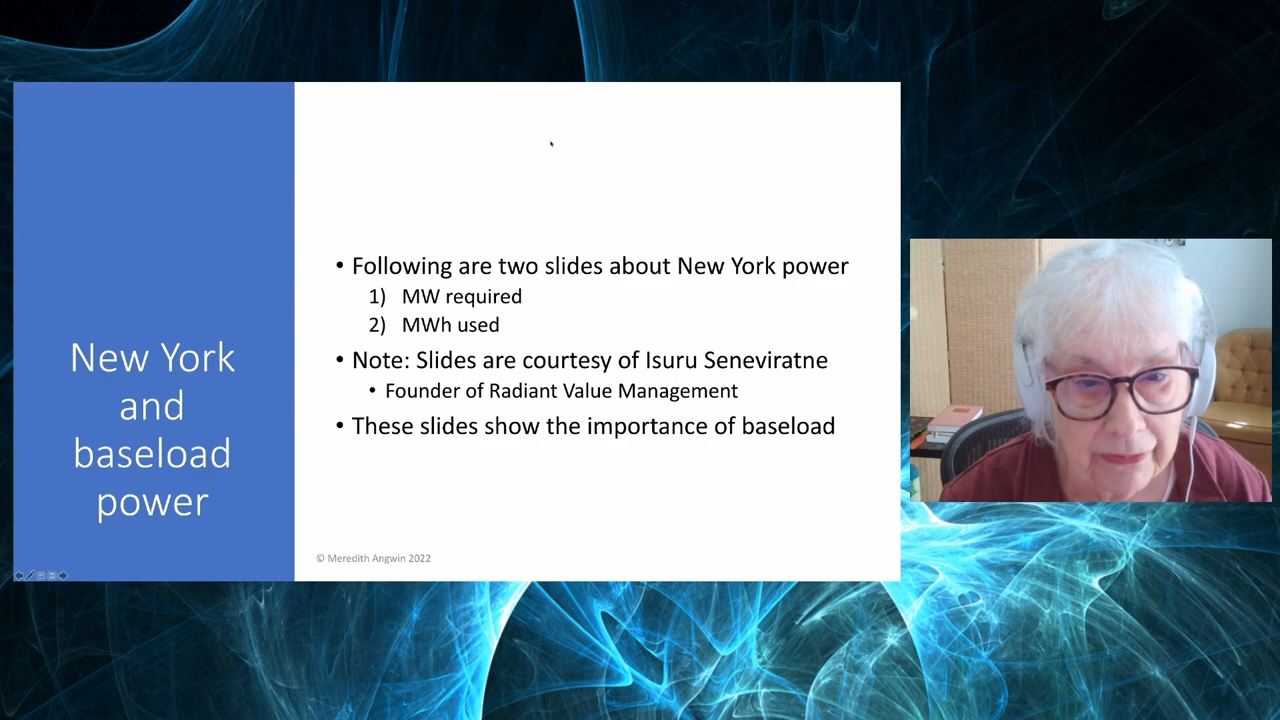 New York
and
baseload
power
• Following are two slides about New York power
1) MW required
2) MWh used
• Note: Slides are courtesy of Isuru Seneviratne
• Founder of Radiant Value Management
• These slides show the importance of baseload
© Meredith Angwin 2022